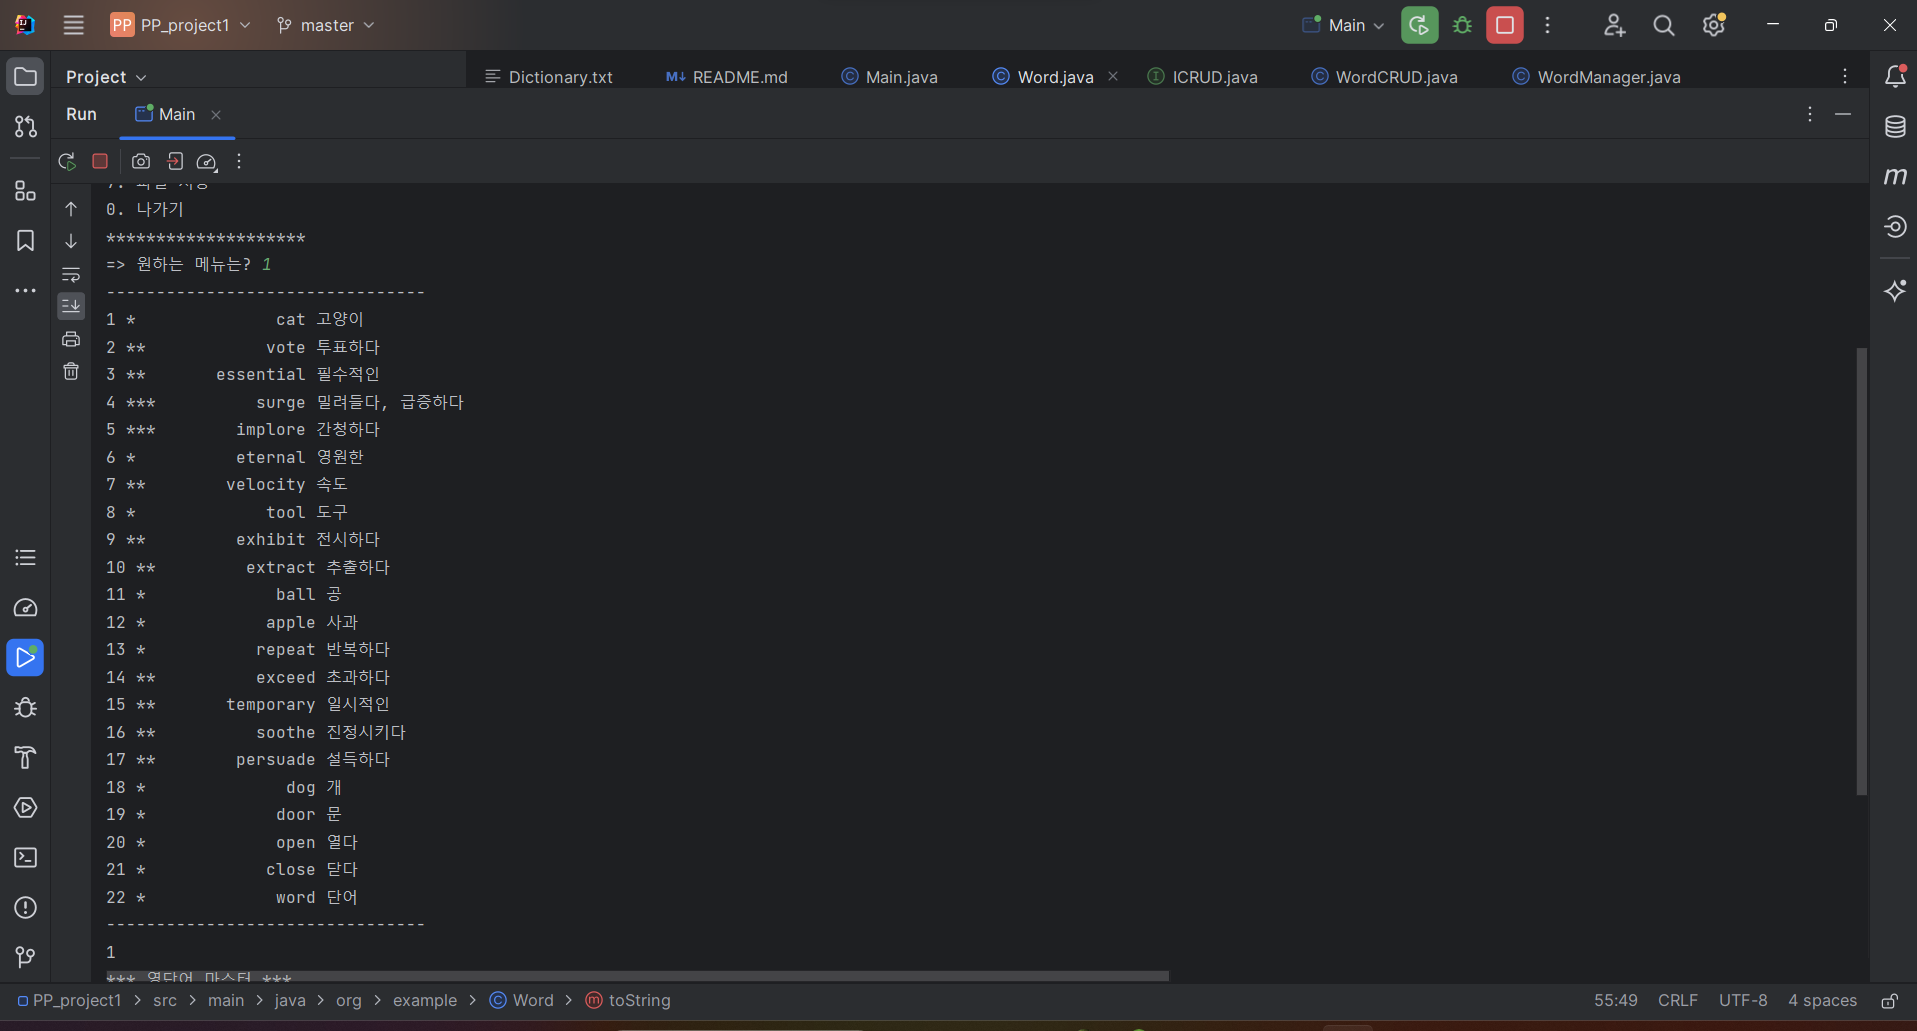 PP PP_project1 master Main
Project Dictionary.txt README.md Main.java Word.java ICRUD.java WordCRUD.java WordManager.java
Run Main
0. 나가기
********************
=> 원하는 메뉴는? 1
--------------------------------
1 * cat 고양이
2 ** vote 투표하다
3 ** essential 필수적인
4 *** surge 밀려들다, 급증하다
5 *** implore 간청하다
6 * eternal 영원한
7 ** velocity 속도
8 * tool 도구
9 ** exhibit 전시하다
10 ** extract 추출하다
11 * ball 공
12 * apple 사과
13 * repeat 반복하다
14 ** exceed 초과하다
15 ** temporary 일시적인
16 ** soothe 진정시키다
17 ** persuade 설득하다
18 * dog 개
19 * door 문
20 * open 열다
21 * close 닫다
22 * word 단어
--------------------------------
1
*** 영단어 마스터 ***
PP_project1 > src > main > java > org > example > Word > toString 55:49 CRLF UTF-8 4 spaces